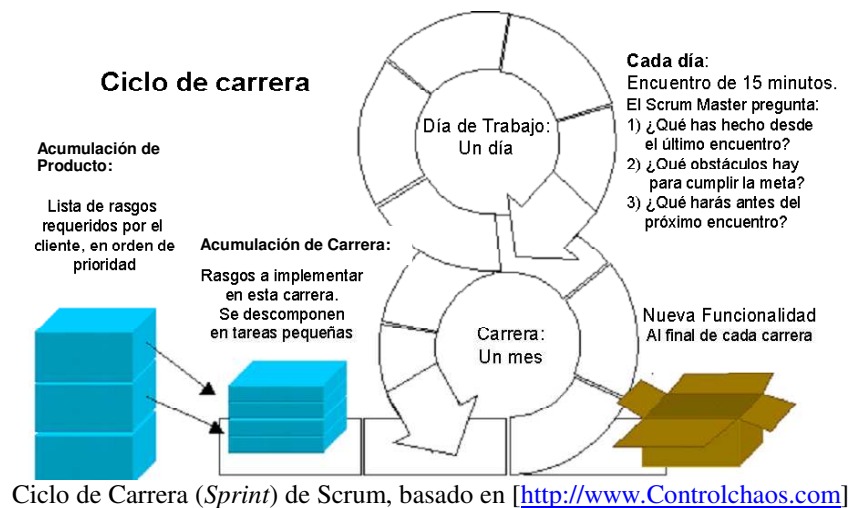 Ciclo de carrera
Acumulación de
Producto:
Lista de rasgos
requeridos por el
cliente, en orden de
prioridad
Acumulación de Carrera:
Rasgos a implementar
en esta carrera.
Se descomponen
en tareas pequeñas
Día de Trabajo:
Un día
Cada día:
Encuentro de 15 minutos.
El Scrum Master pregunta:
1) ¿Qué has hecho desde
el último encuentro?
2) ¿Qué obstáculos hay
para cumplir la meta?
3) ¿Qué harás antes del
próximo encuentro?
Carrera:
Un mes
Nueva Funcionalidad
Al final de cada carrera
Ciclo de Carrera (Sprint) de Scrum, basado en [http://www.Controlchaos.com]